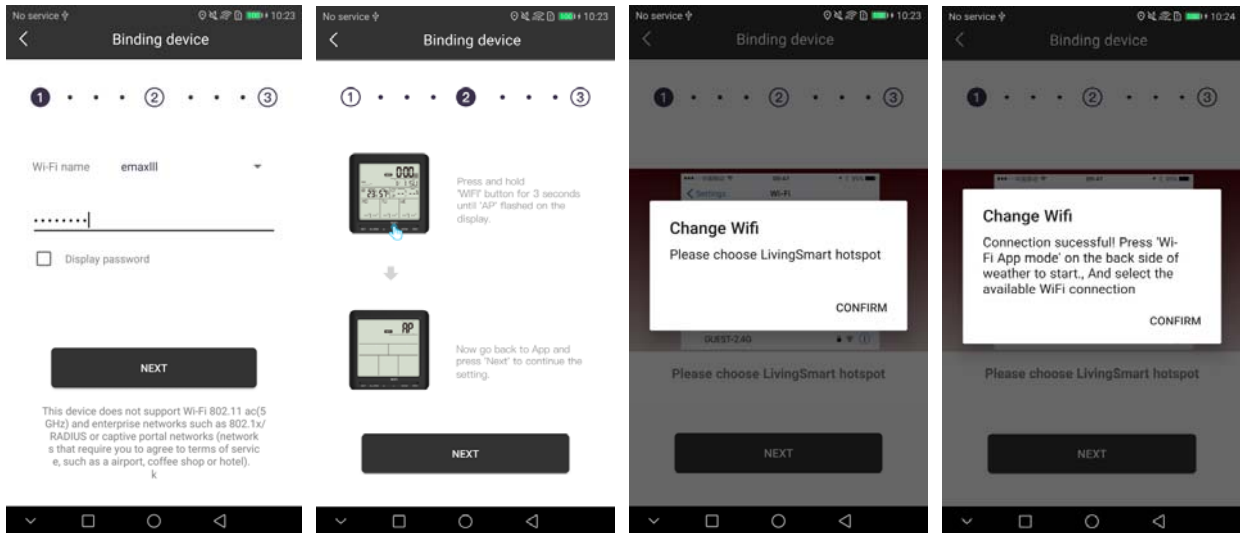 No service 10:23
Binding device
1 2 3
Wi-Fi name emaxlll
Display password
NEXT
This device does not support Wi-Fi 802.11 ac(5
GHz) and enterprise networks such as 802.1x/
RADIUS or captive portal networks (network
s that require you to agree to terms of servic
e, such as a airport, coffee shop or hotel).
k
No service 10:23
Binding device
1 2 3
Press and hold
'WIFI' button for 3 seconds
until 'AP' flashed on the
display.
AP
Now go back to App and
press 'Next' to continue the
setting.
NEXT
No service 10:23
Binding device
1 2 3
Settings Wi-Fi
Change Wifi
Please choose LivingSmart hotspot
CONFIRM
GUEST-2.4G
Please choose LivingSmart hotspot
NEXT
No service 10:24
Binding device
1 2 3
Change Wifi
Connection sucessful! Press 'Wi-
Fi App mode' on the back side of
weather to start., And select the
available WiFi connection
CONFIRM
Please choose LivingSmart hotspot
NEXT